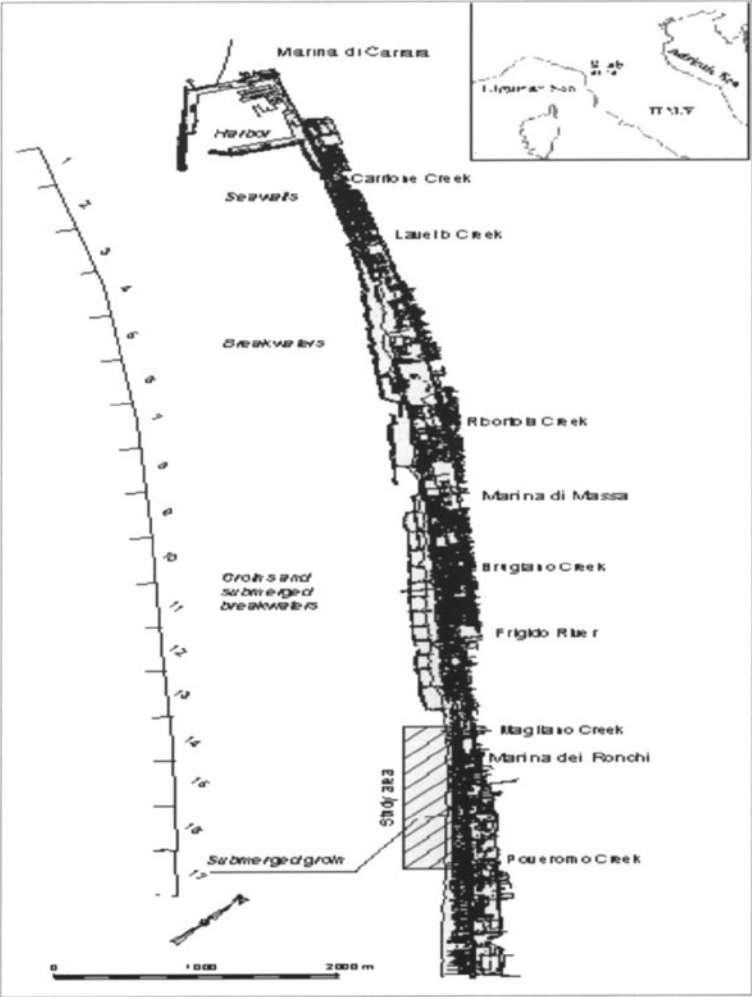 Marina di Carrara
Harbor
Seawalls
Carrione Creek
Lavello Creek
Breakwaters
Ricortola Creek
Marina di Massa
Brugiano Creek
Groins and
submerged
breakwaters
Frigido River
Magliano Creek
Marina dei Ronchi
Study area
Submerged groin
Poveromo Creek
Ligurian Sea
Adriatic Sea
ITALY
Study
area
1
2
3
4
5
6
7
8
9
10
11
12
13
14
15
16
17
N
0 1000 2000 m